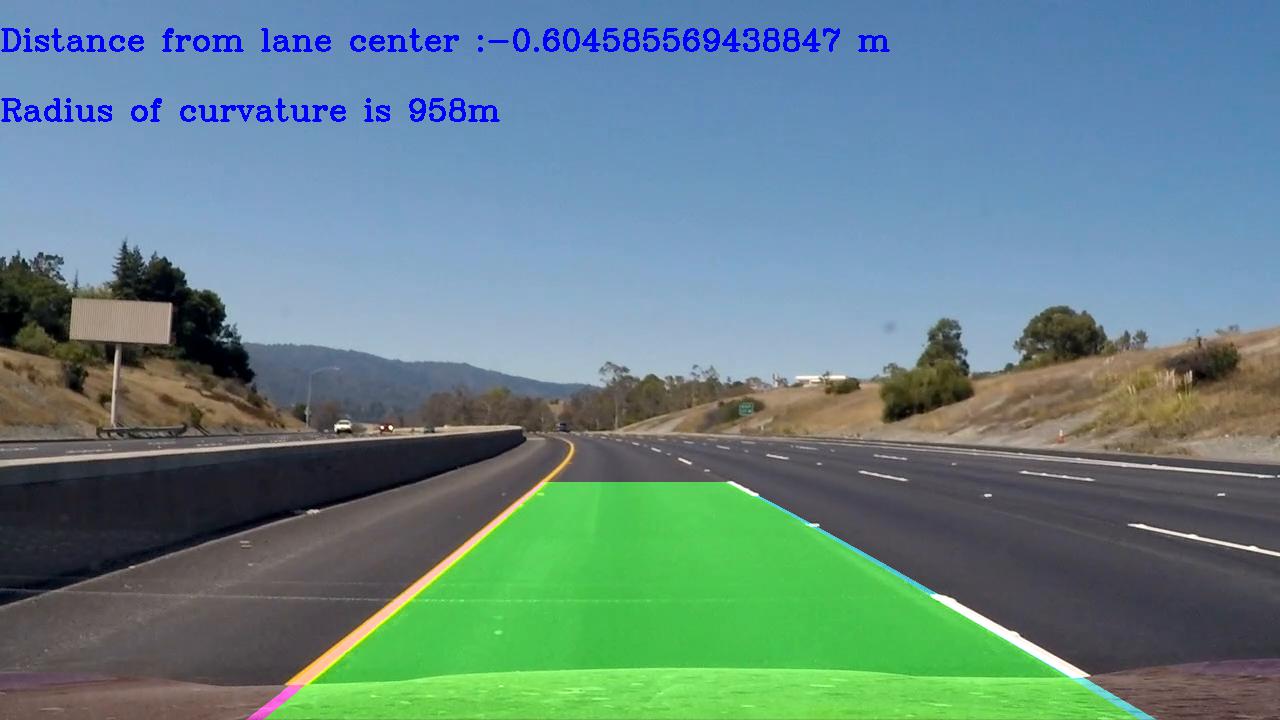 Distance from lane center :-0.604585569438847 m
Radius of curvature is 958m